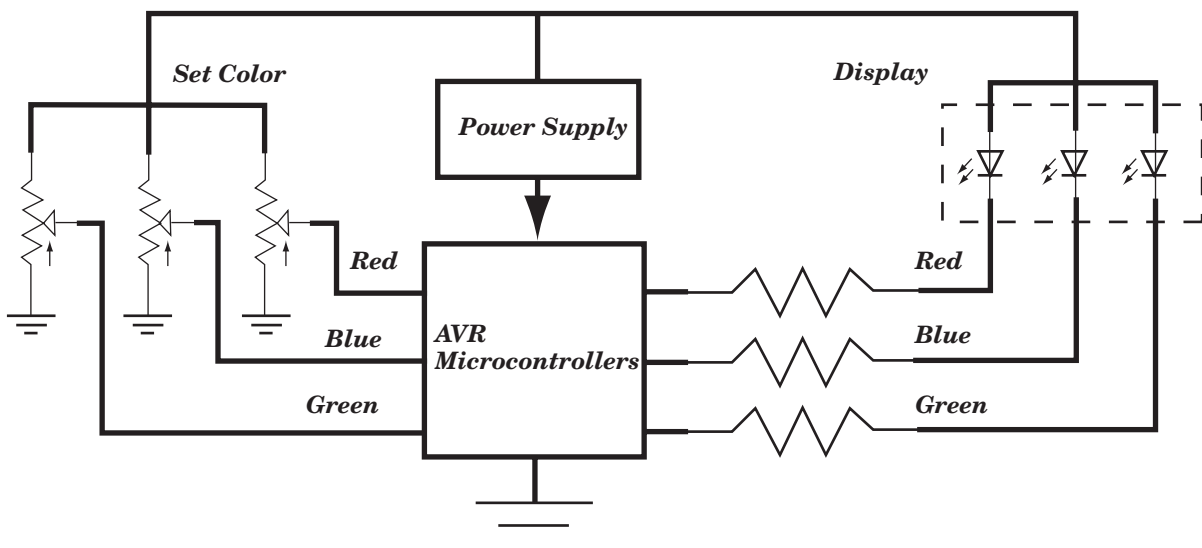 Set Color
Display
Power Supply
Red
Red
AVR
Microcontrollers
Blue
Blue
Green
Green